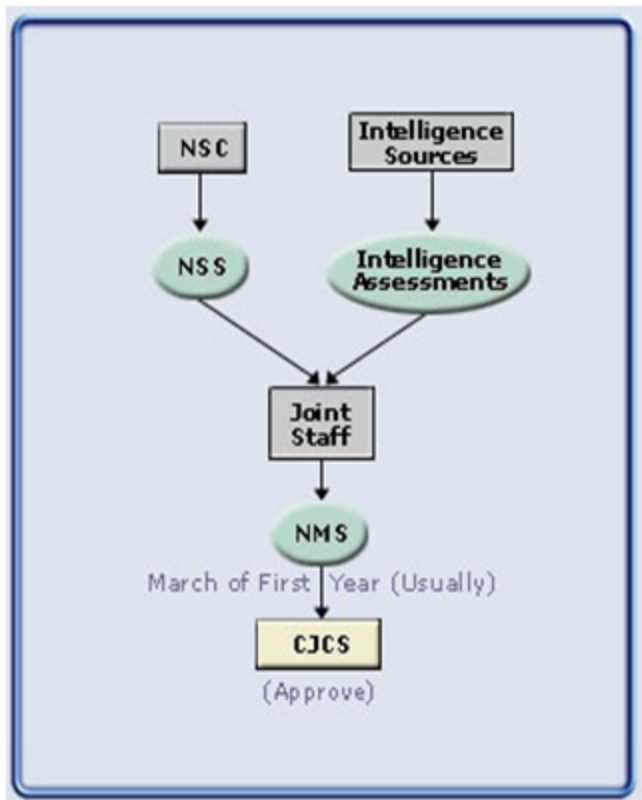 NSC
Intelligence
Sources
NSS
Intelligence
Assessments
Joint
Staff
NMS
March of First Year (Usually)
CJCS
(Approve)